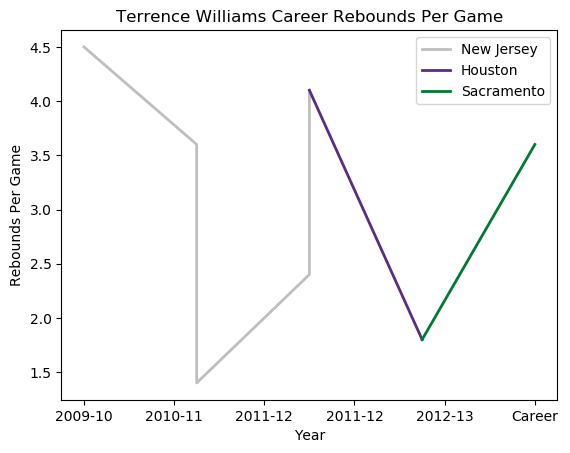 Terrence Williams Career Rebounds Per Game
New Jersey
Houston
Sacramento
4.5
4.0
3.5
3.0
2.5
2.0
1.5
Rebounds Per Game
2009-10
2010-11
2011-12
2011-12
2012-13
Career
Year